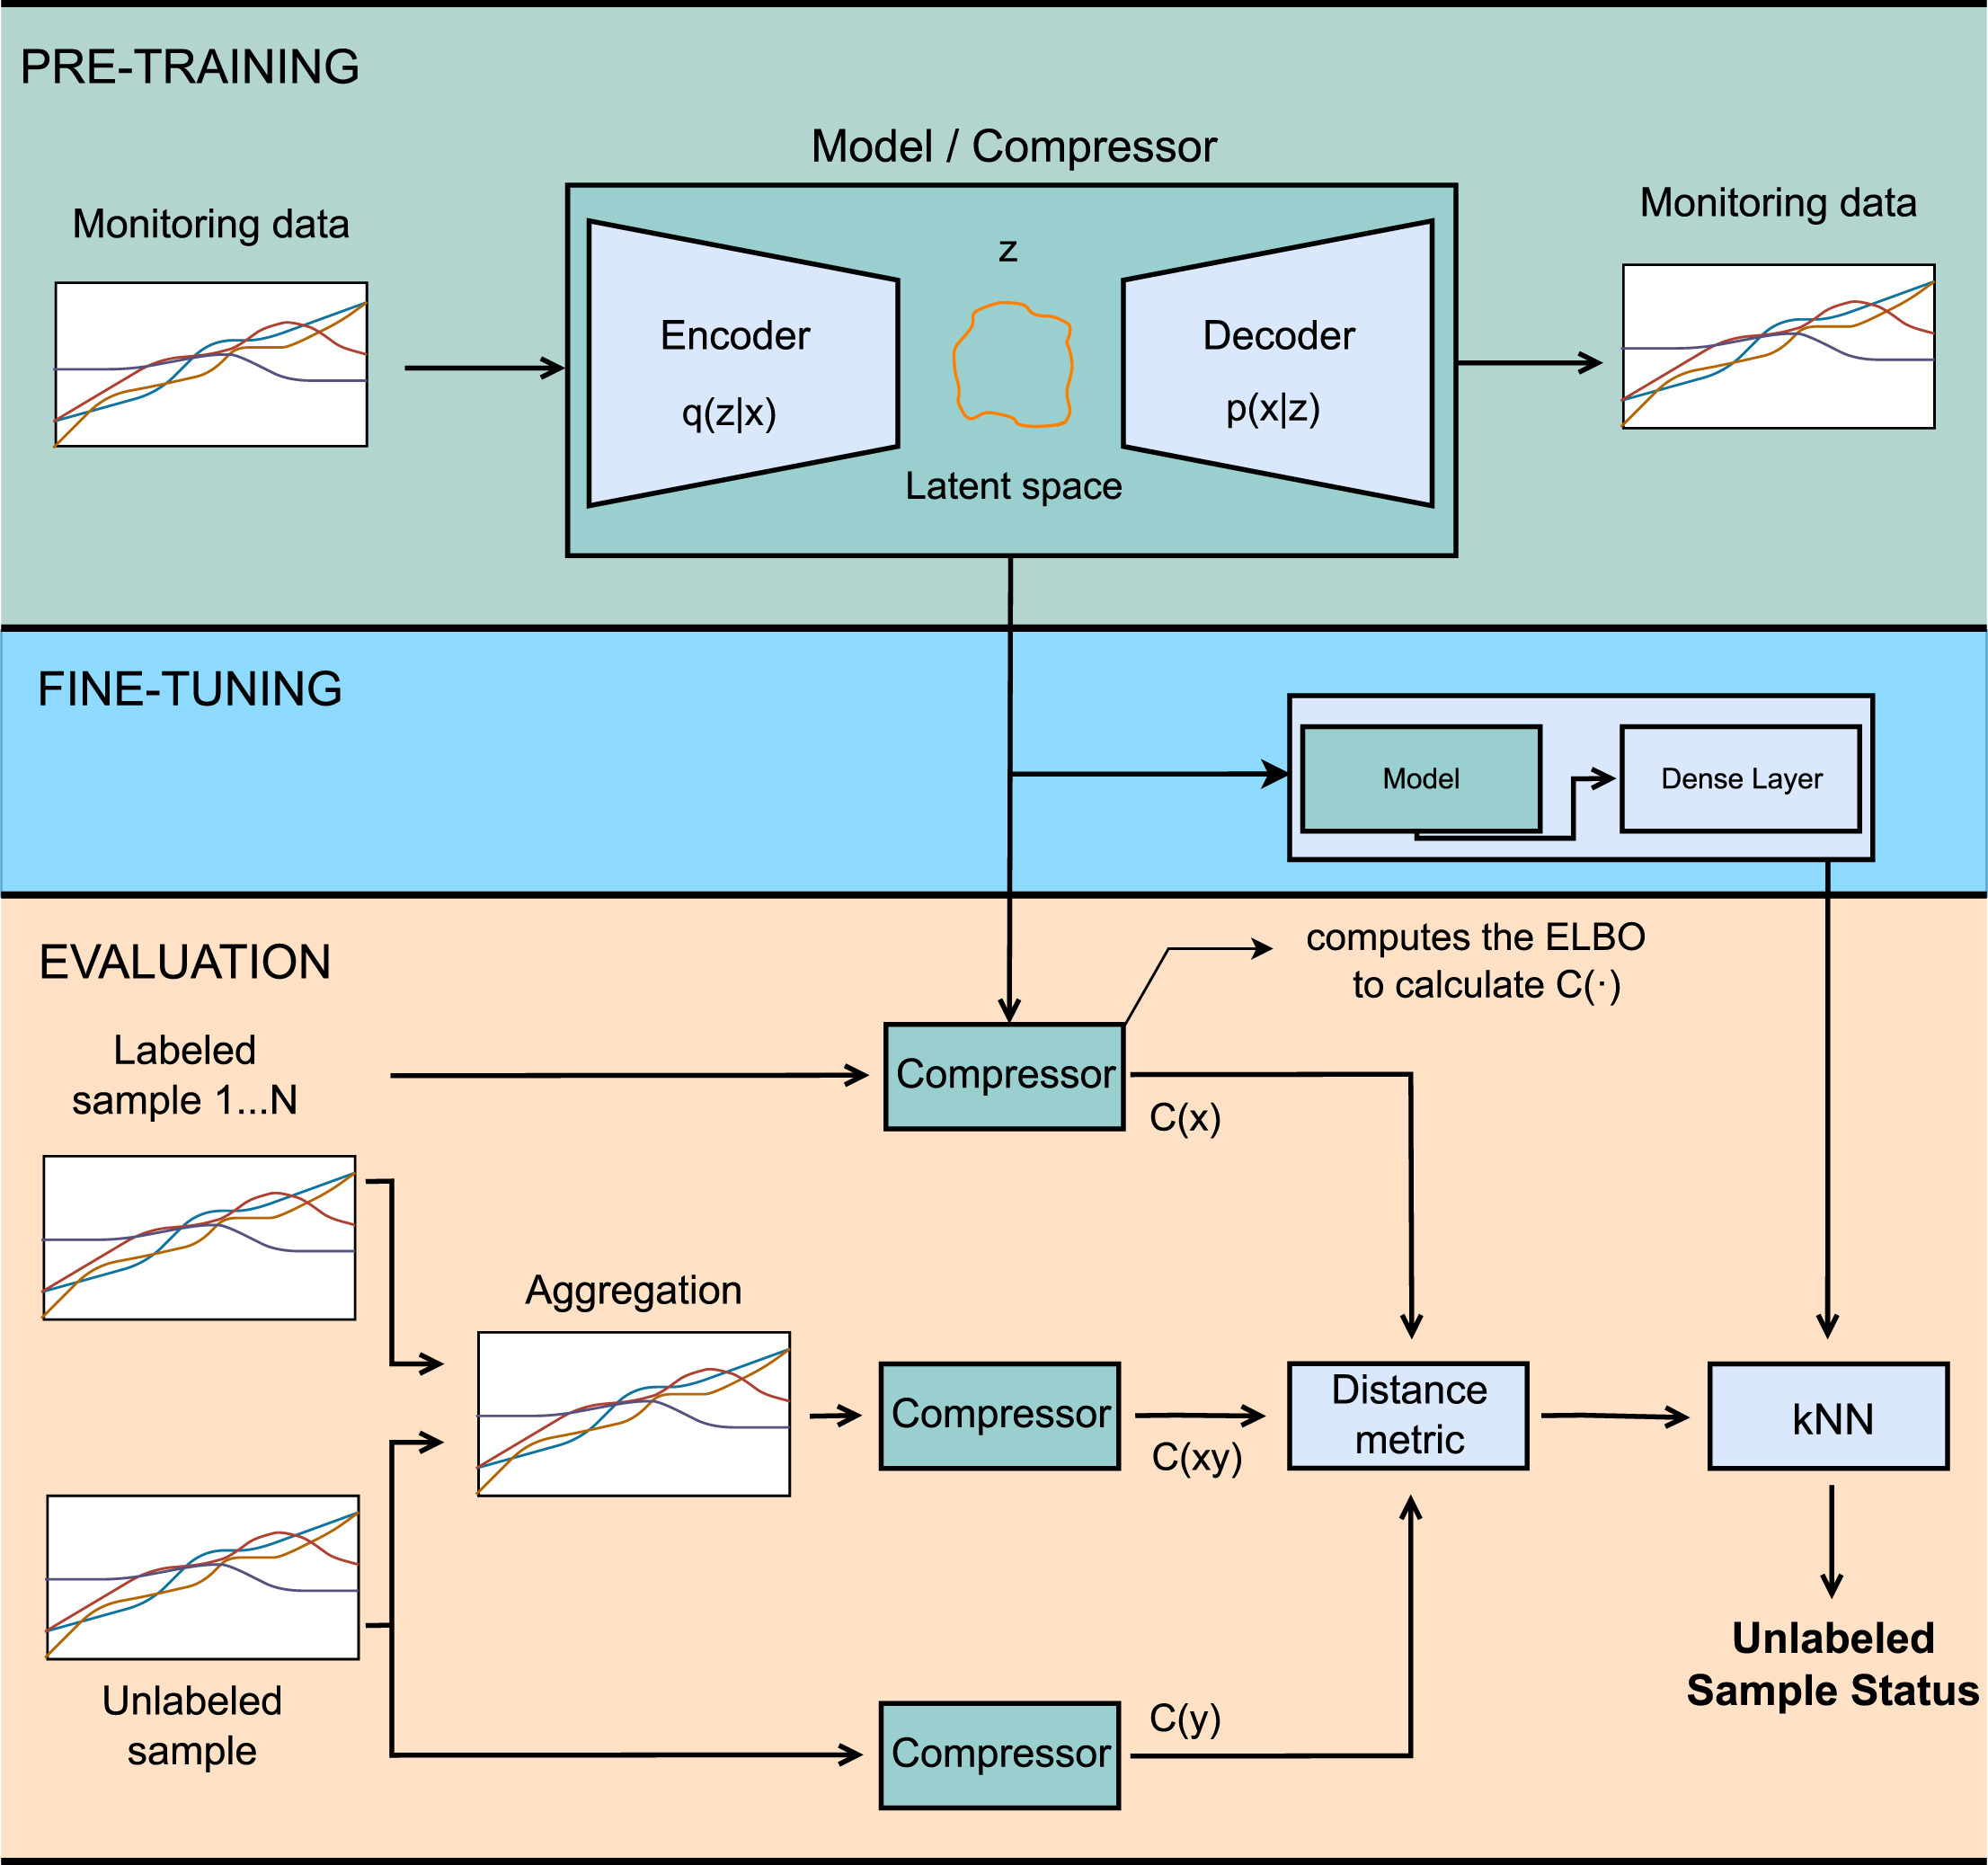 PRE-TRAINING
Model / Compressor
Monitoring data
Monitoring data
Encoder
q(z|x)
z
Latent space
Decoder
p(x|z)
FINE-TUNING
Model
Dense Layer
EVALUATION
computes the ELBO
to calculate C(·)
Labeled
sample 1...N
Compressor
C(x)
Aggregation
Compressor
C(xy)
Distance
metric
kNN
Unlabeled
Sample Status
Unlabeled
sample
Compressor
C(y)